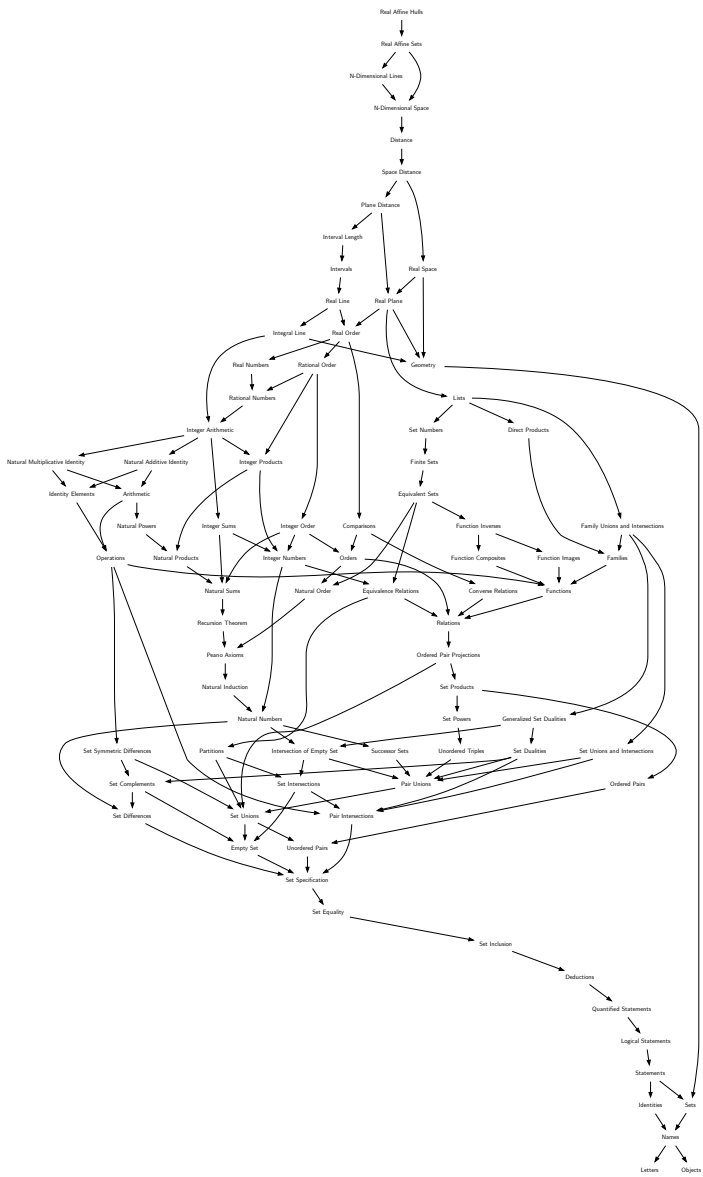 Real Affine Hulls
Real Affine Sets
N-Dimensional Lines
N-Dimensional Space
Distance
Space Distance
Plane Distance
Interval Length
Intervals
Real Space
Real Line
Real Plane
Integral Line
Real Order
Real Numbers
Rational Order
Geometry
Rational Numbers
Lists
Integer Arithmetic
Set Numbers
Direct Products
Natural Multiplicative Identity
Natural Additive Identity
Integer Products
Finite Sets
Identity Elements
Arithmetic
Equivalent Sets
Natural Powers
Integer Sums
Integer Order
Comparisons
Function Inverses
Family Unions and Intersections
Operations
Natural Products
Integer Numbers
Orders
Function Composites
Function Images
Families
Natural Sums
Natural Order
Equivalence Relations
Converse Relations
Functions
Recursion Theorem
Relations
Peano Axioms
Ordered Pair Projections
Natural Induction
Set Products
Natural Numbers
Set Powers
Generalized Set Dualities
Set Symmetric Differences
Partitions
Intersection of Empty Set
Successor Sets
Unordered Triples
Set Dualities
Set Unions and Intersections
Set Complements
Set Intersections
Pair Unions
Ordered Pairs
Set Differences
Set Unions
Pair Intersections
Empty Set
Unordered Pairs
Set Specification
Set Equality
Set Inclusion
Deductions
Quantified Statements
Logical Statements
Statements
Identities
Sets
Names
Letters
Objects